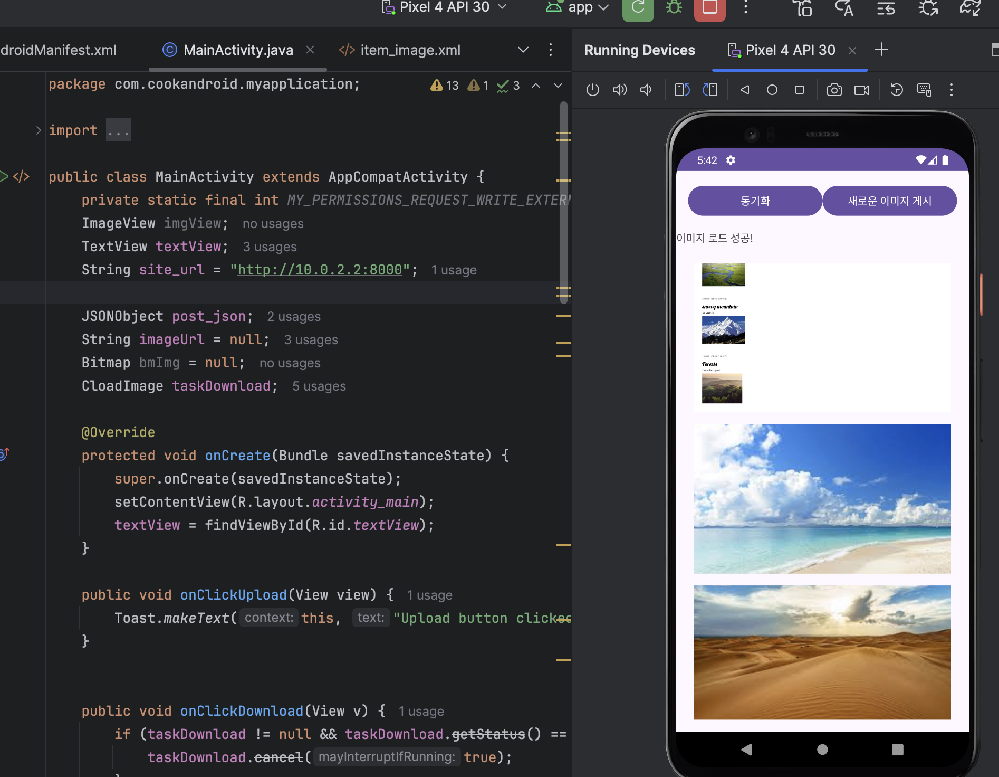 Pixel 4 API 30
app
droidManifest.xml
MainActivity.java
item_image.xml
package com.cookandroid.myapplication;
13
1
3
import ...
public class MainActivity extends AppCompatActivity {
private static final int MY_PERMISSIONS_REQUEST_WRITE_EXTERN
ImageView imgView; no usages
TextView textView; 3 usages
String site_url = "http://10.0.2.2:8000"; 1 usage
JSONObject post_json; 2 usages
String imageUrl = null; 3 usages
Bitmap bmImg = null; no usages
CloadImage taskDownload; 5 usages
@Override
protected void onCreate(Bundle savedInstanceState) {
super.onCreate(savedInstanceState);
setContentView(R.layout.activity_main);
textView = findViewById(R.id.textView);
}
public void onClickUpload(View view) { 1 usage
Toast.makeText( context: this, text: "Upload button clicked
}
public void onClickDownload(View v) { 1 usage
if (taskDownload != null && taskDownload.getStatus() ==
taskDownload.cancel( mayInterruptIfRunning: true);
Running Devices
Pixel 4 API 30
5:42
동기화
새로운 이미지 게시
이미지 로드 성공!
snowy mountain
Forests